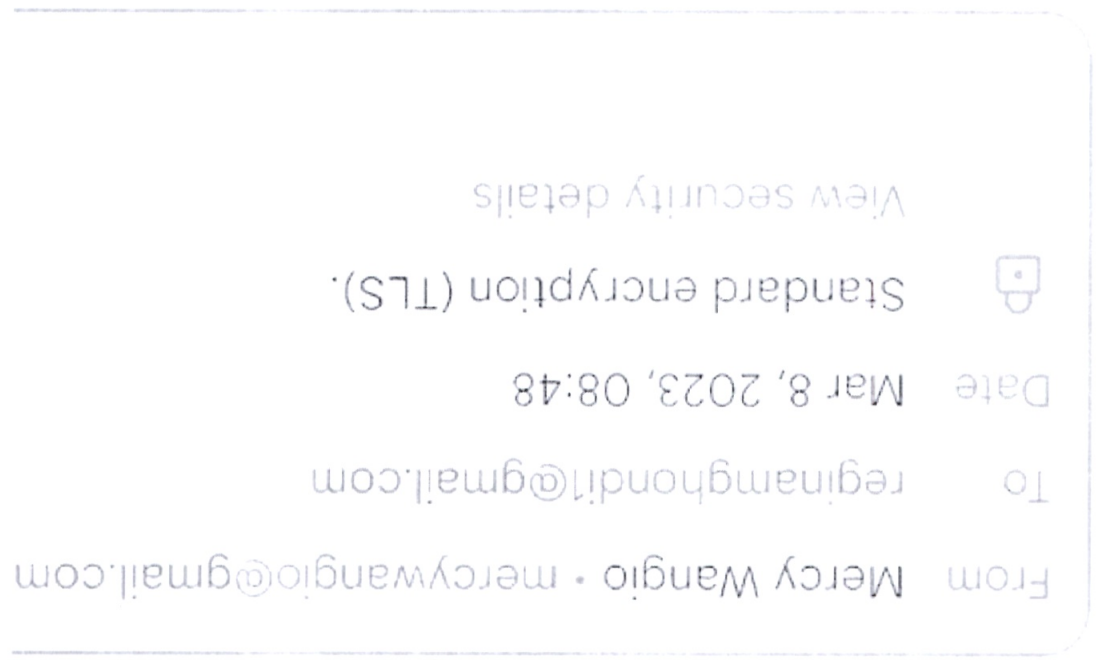 From Mercy Wangio • mercywangio@gmail.com
To reginamghondi1@gmail.com
Date Mar 8, 2023, 08:48
Standard encryption (TLS).
View security details